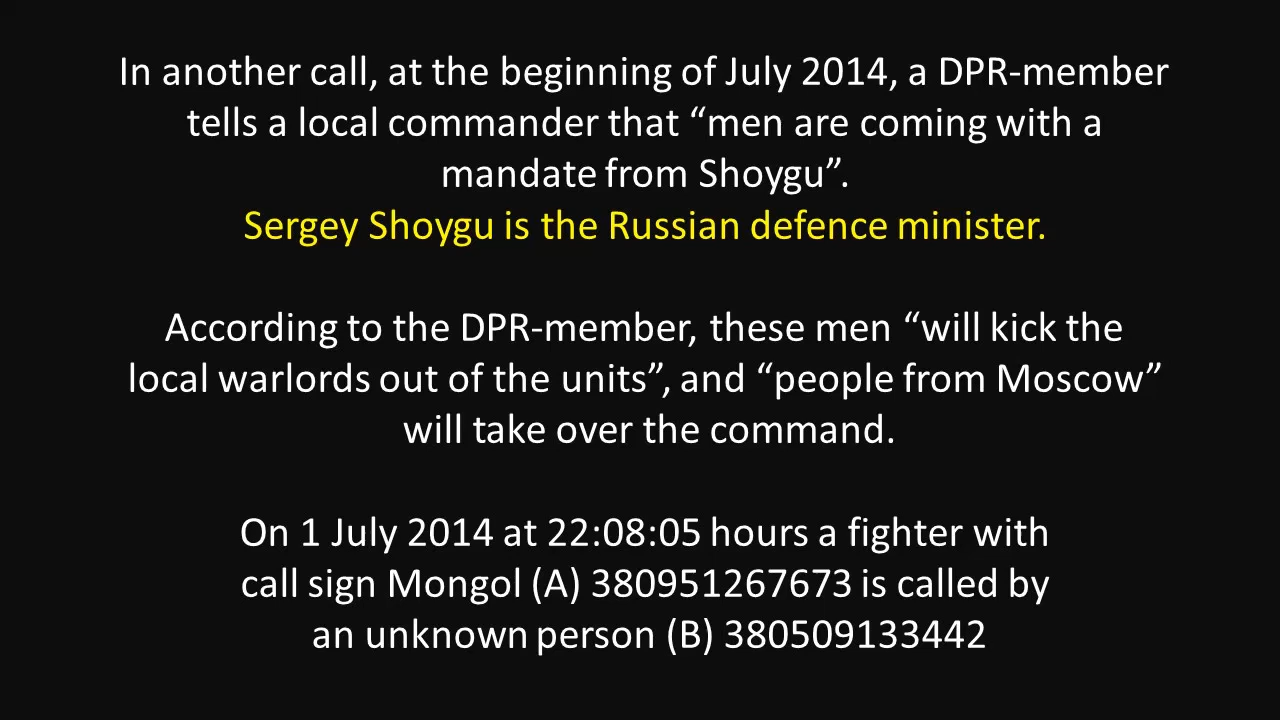 In another call, at the beginning of July 2014, a DPR-member
tells a local commander that “men are coming with a
mandate from Shoygu”.
Sergey Shoygu is the Russian defence minister.
According to the DPR-member, these men “will kick the
local warlords out of the units”, and “people from Moscow”
will take over the command.
On 1 July 2014 at 22:08:05 hours a fighter with
call sign Mongol (A) 380951267673 is called by
an unknown person (B) 380509133442